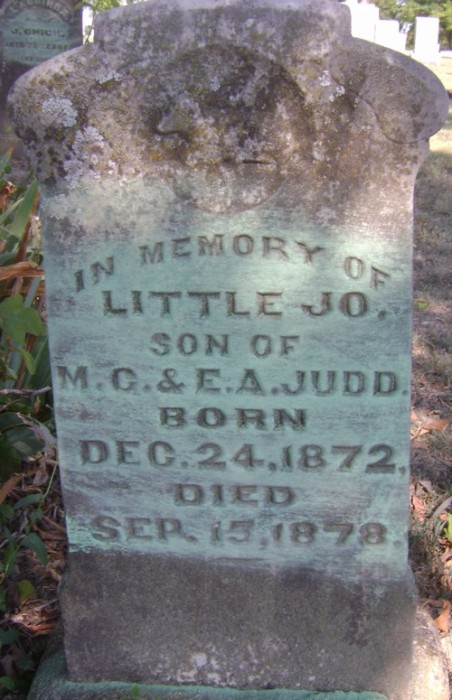 IN MEMORY OF
LITTLE JO.
SON OF
M.C. & E.A. JUDD.
BORN
DEC. 24, 1872,
DIED
SEP. 15, 1878.